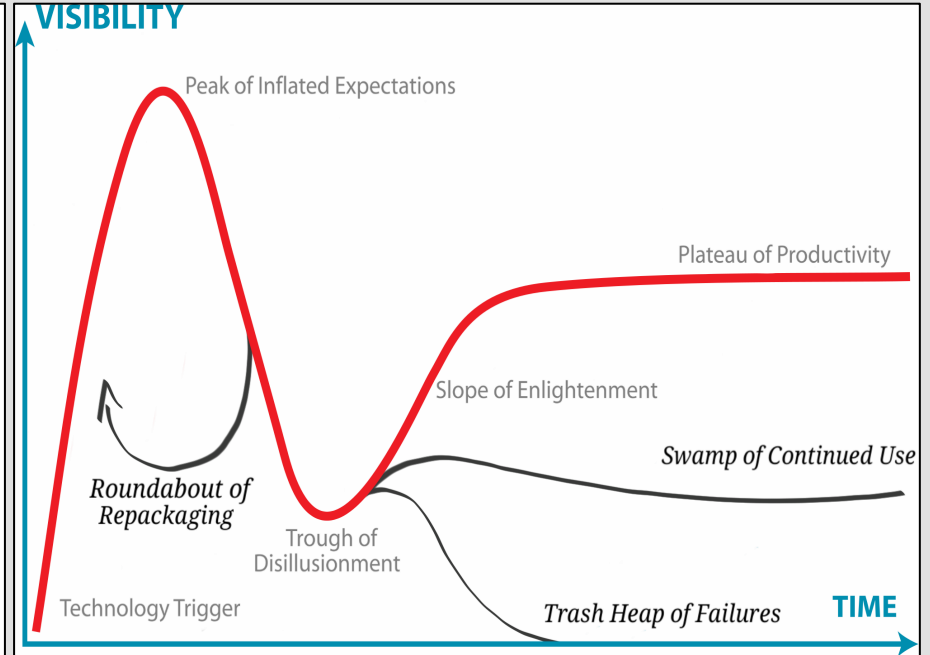 VISIBILITY
Peak of Inflated Expectations
Plateau of Productivity
Slope of Enlightenment
Swamp of Continued Use
Roundabout of
Repackaging
Trough of
Disillusionment
Technology Trigger
Trash Heap of Failures
TIME